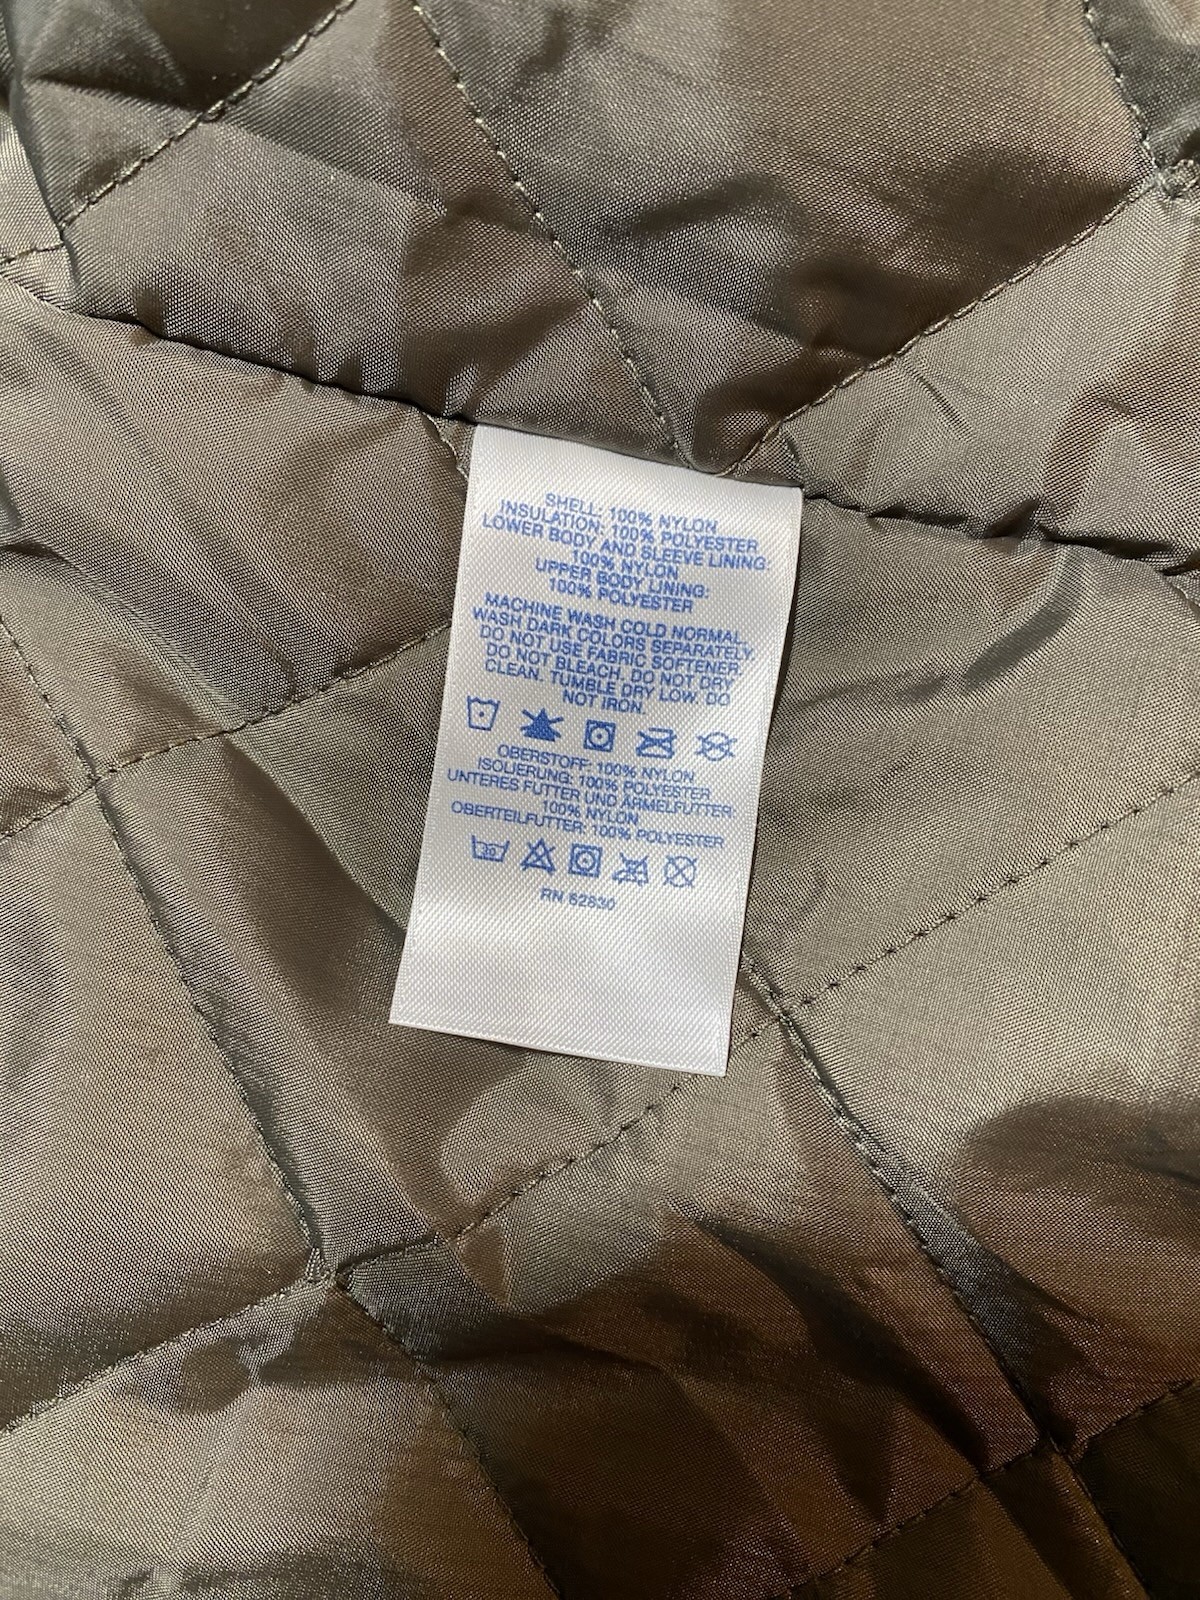 SHELL: 100% NYLON
INSULATION: 100% POLYESTER
LOWER BODY AND SLEEVE LINING:
100% NYLON
UPPER BODY LINING:
100% POLYESTER
MACHINE WASH COLD NORMAL.
WASH DARK COLORS SEPARATELY.
DO NOT USE FABRIC SOFTENER.
DO NOT BLEACH. DO NOT DRY
CLEAN. TUMBLE DRY LOW. DO
NOT IRON.
OBERSTOFF: 100% NYLON
ISOLIERUNG: 100% POLYESTER
UNTERES FUTTER UND ÄRMELFUTTER:
100% NYLON
OBERTEILFUTTER: 100% POLYESTER
30
RN 62830